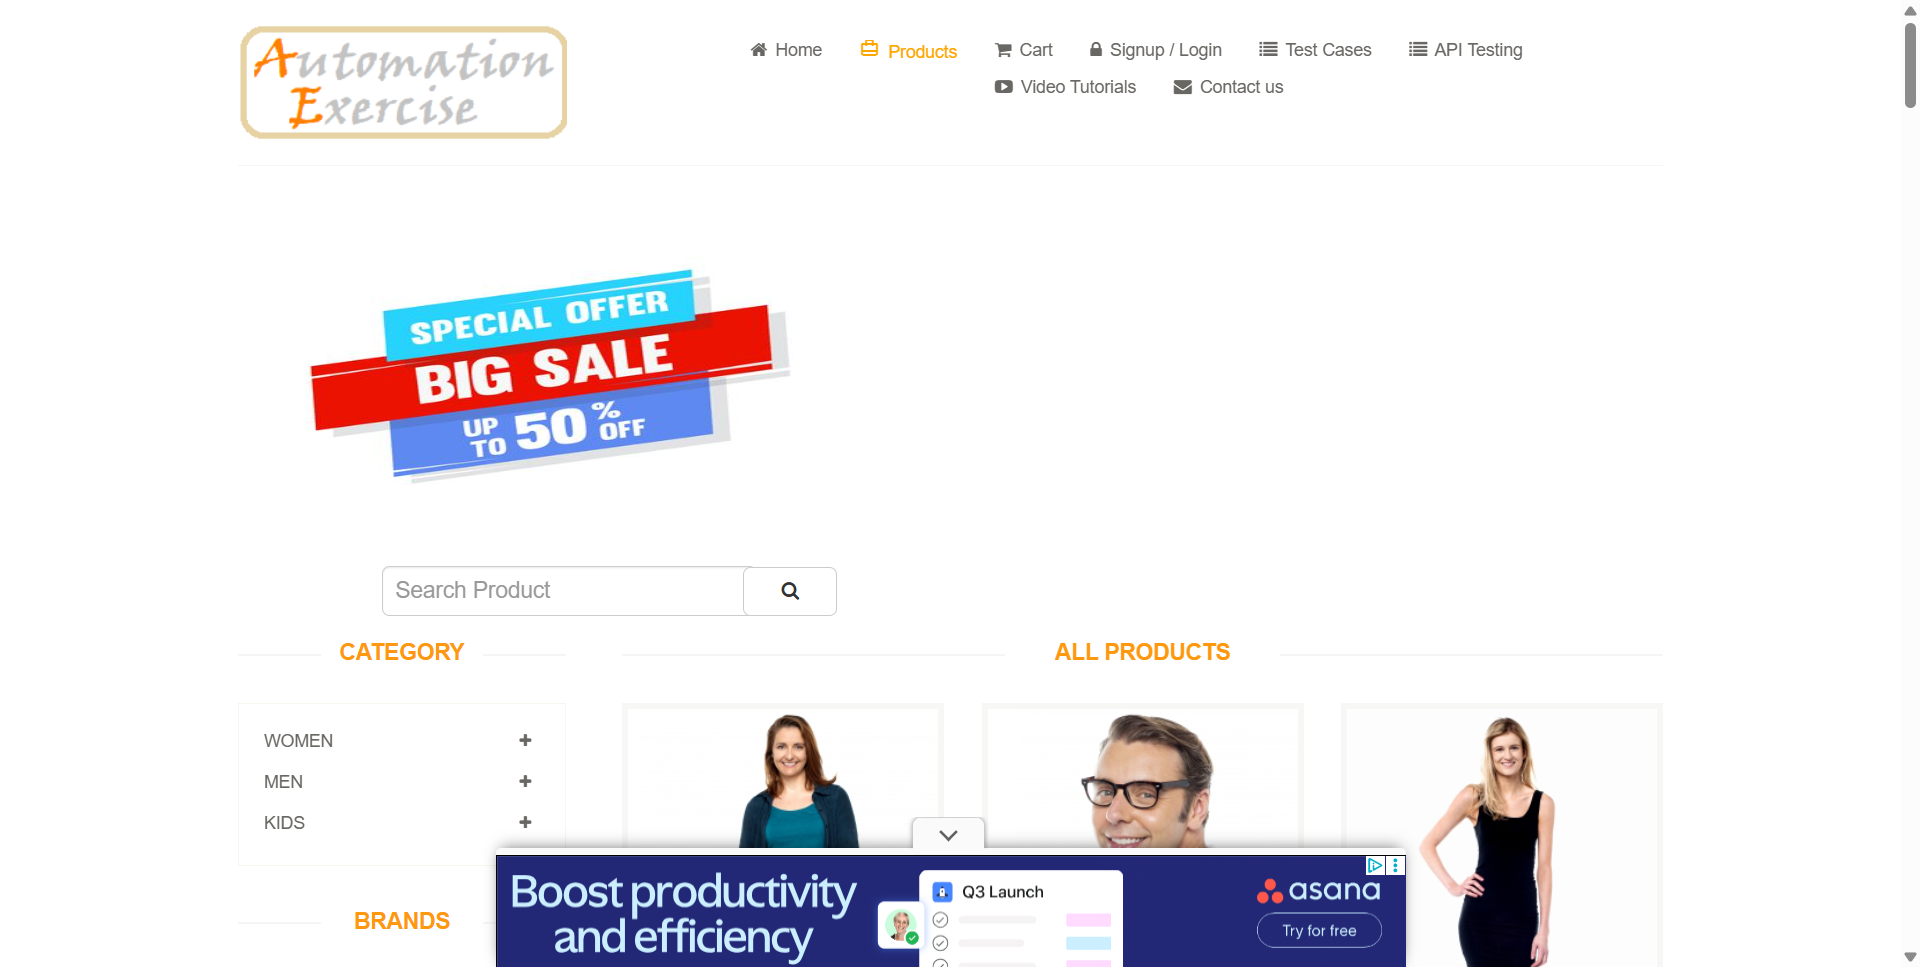 Automation
Exercise
Home
Products
Cart
Signup / Login
Test Cases
API Testing
Video Tutorials
Contact us
SPECIAL OFFER
BIG SALE
UP TO 50% OFF
Search Product
CATEGORY
ALL PRODUCTS
WOMEN
MEN
KIDS
BRANDS
Boost productivity
and efficiency
Q3 Launch
asana
Try for free